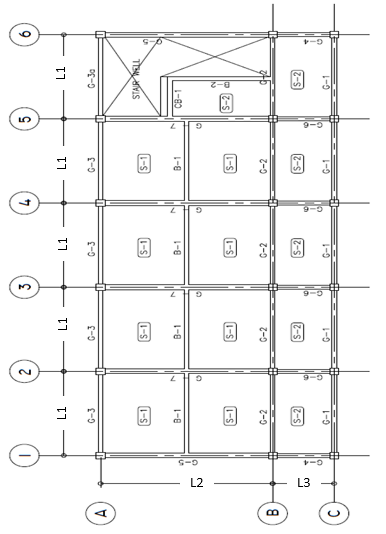 6
G-5
G-4
L1
G-3a
STAIR WELL
B-2
G-2
S-2
G-1
CB-1
S-2
5
7
G
G-6
L1
G-3
S-1
B-1
S-1
G-2
S-2
G-1
4
7
G
G-6
L1
G-3
S-1
B-1
S-1
G-2
S-2
G-1
3
7
G
G-6
L1
G-3
S-1
B-1
S-1
G-2
S-2
G-1
2
7
G
G-6
L1
G-3
S-1
B-1
S-1
G-2
S-2
G-1
1
G-5
G-4
L2
L3
A
B
C